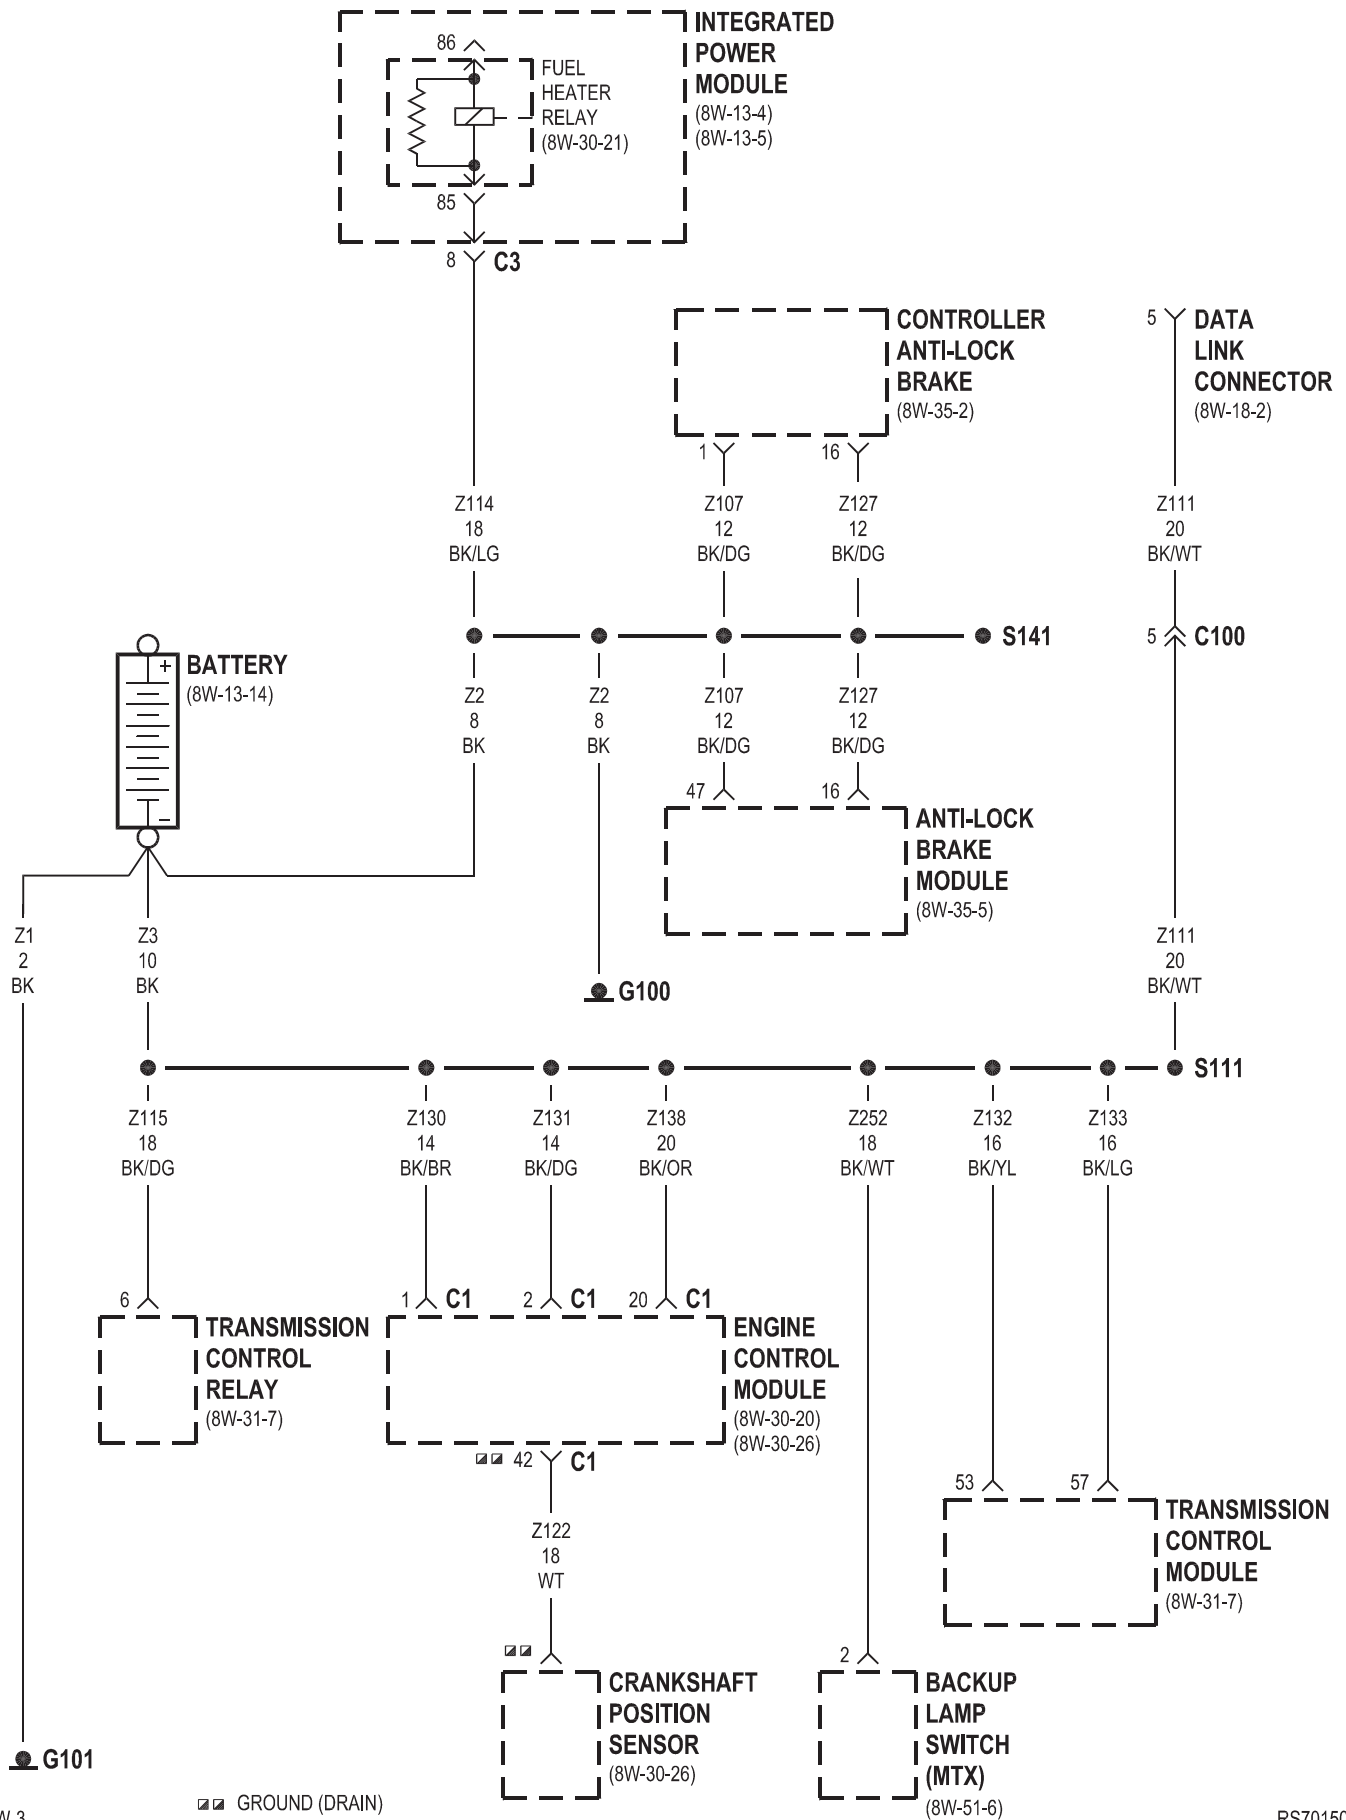 INTEGRATED
POWER
MODULE
(8W-13-4)
(8W-13-5)
86
FUEL
HEATER
RELAY
(8W-30-21)
85
8 C3
CONTROLLER
ANTI-LOCK
BRAKE
(8W-35-2)
5 DATA
LINK
CONNECTOR
(8W-18-2)
1 16
Z114
18
BK/LG
Z107
12
BK/DG
Z127
12
BK/DG
Z111
20
BK/WT
S141
5 C100
BATTERY
(8W-13-14)
+
−
Z2
8
BK
Z2
8
BK
Z107
12
BK/DG
Z127
12
BK/DG
47 16
ANTI-LOCK
BRAKE
MODULE
(8W-35-5)
Z1
2
BK
Z3
10
BK
G100
Z111
20
BK/WT
S111
Z115
18
BK/DG
Z130
14
BK/BR
Z131
14
BK/DG
Z138
20
BK/OR
Z252
18
BK/WT
Z132
16
BK/YL
Z133
16
BK/LG
6
1 C1
2 C1
20 C1
TRANSMISSION
CONTROL
RELAY
(8W-31-7)
ENGINE
CONTROL
MODULE
(8W-30-20)
(8W-30-26)
42 C1
53 57
TRANSMISSION
CONTROL
MODULE
(8W-31-7)
Z122
18
WT
2
CRANKSHAFT
POSITION
SENSOR
(8W-30-26)
BACKUP
LAMP
SWITCH
(MTX)
(8W-51-6)
G101
GROUND (DRAIN)